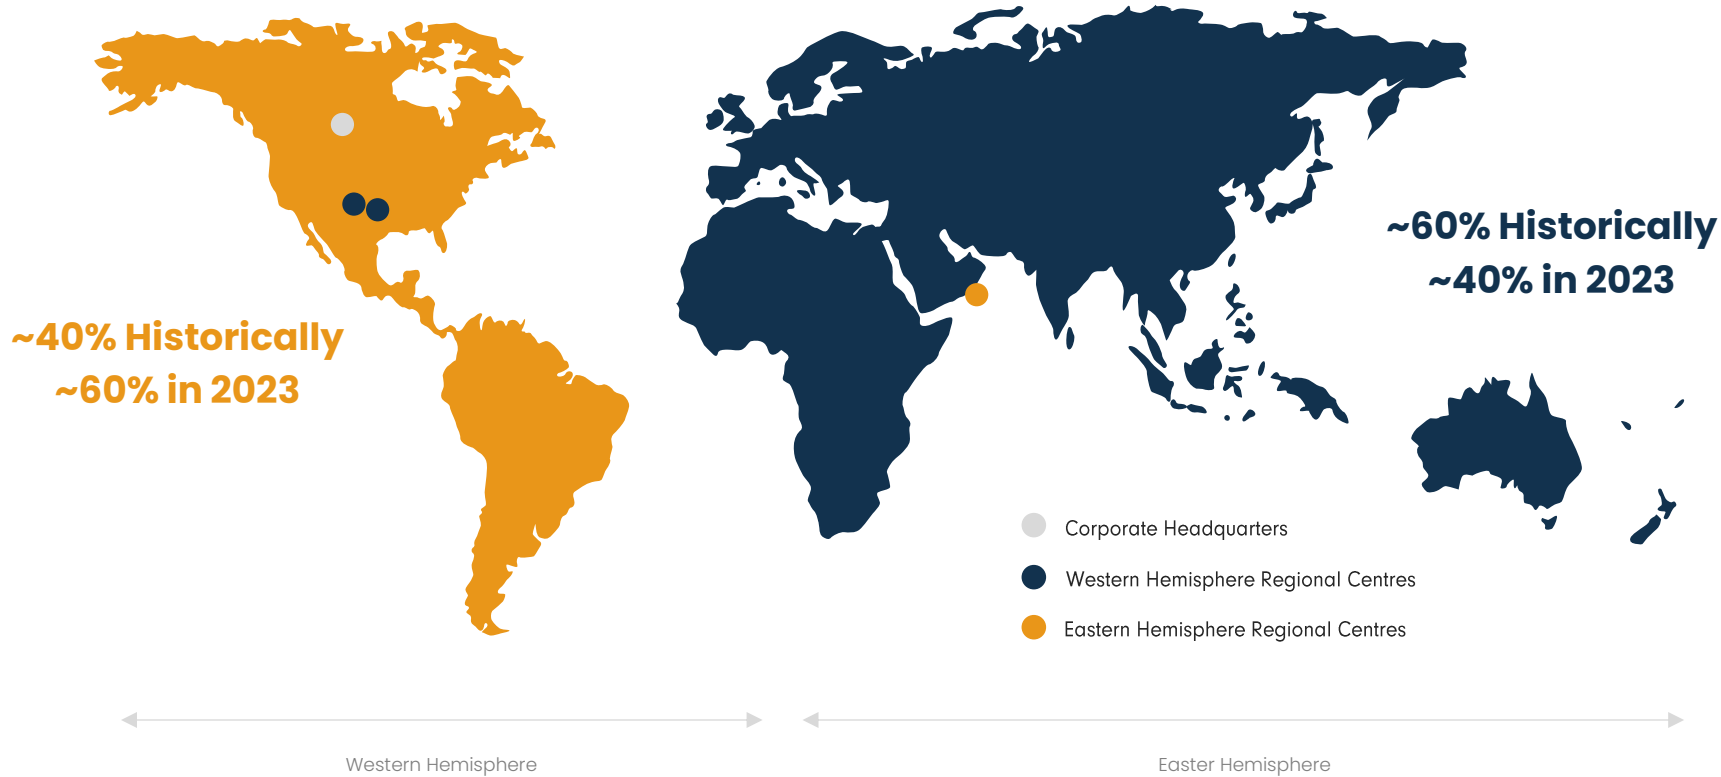 ~60% Historically
~40% in 2023
~40% Historically
~60% in 2023
Corporate Headquarters
Western Hemisphere Regional Centres
Eastern Hemisphere Regional Centres
Western Hemisphere
Easter Hemisphere